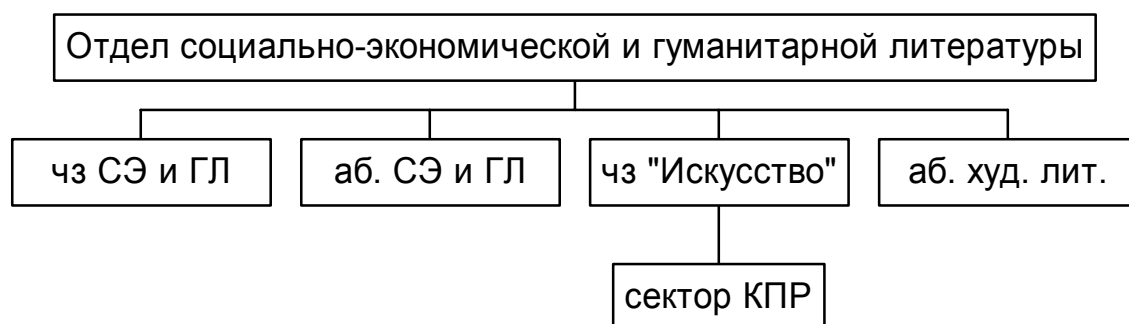 Отдел социально-экономической и гуманитарной литературы
чз СЭ и ГЛ
аб. СЭ и ГЛ
чз "Искусство"
аб. худ. лит.
сектор КПР